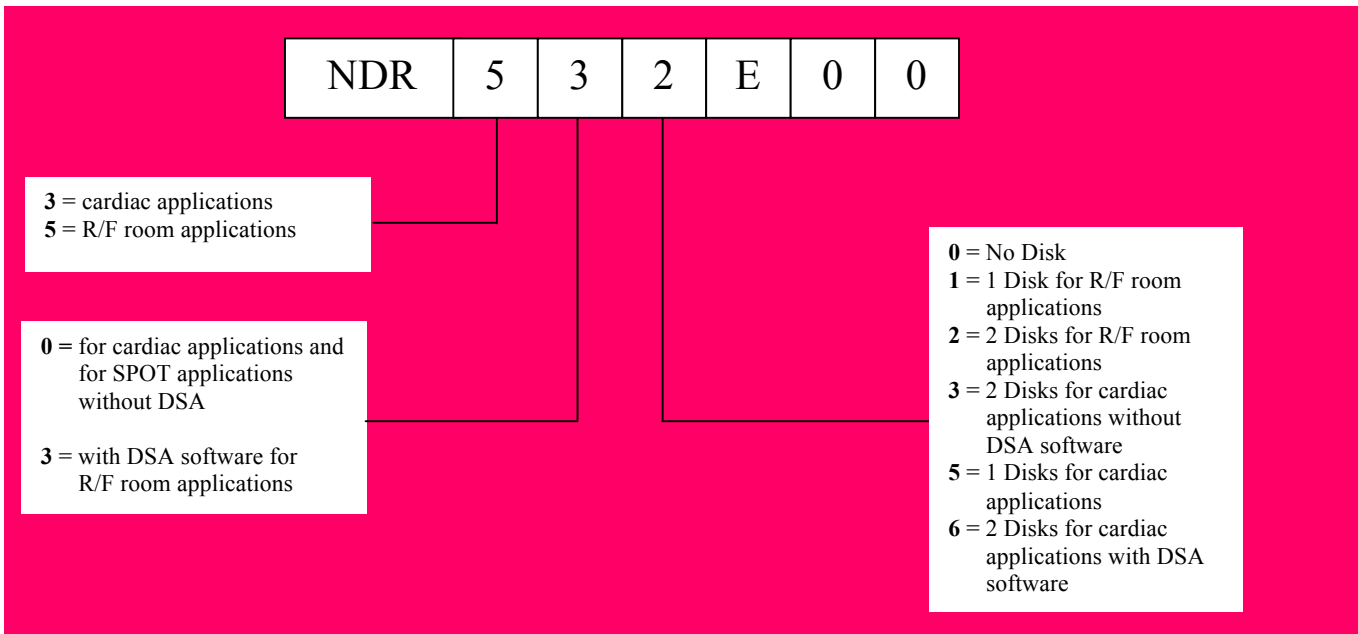 NDR 5 3 2 E 0 0
3 = cardiac applications
5 = R/F room applications
0 = for cardiac applications and
for SPOT applications
without DSA
3 = with DSA software for
R/F room applications
0 = No Disk
1 = 1 Disk for R/F room
applications
2 = 2 Disks for R/F room
applications
3 = 2 Disks for cardiac
applications without
DSA software
5 = 1 Disks for cardiac
applications
6 = 2 Disks for cardiac
applications with DSA
software